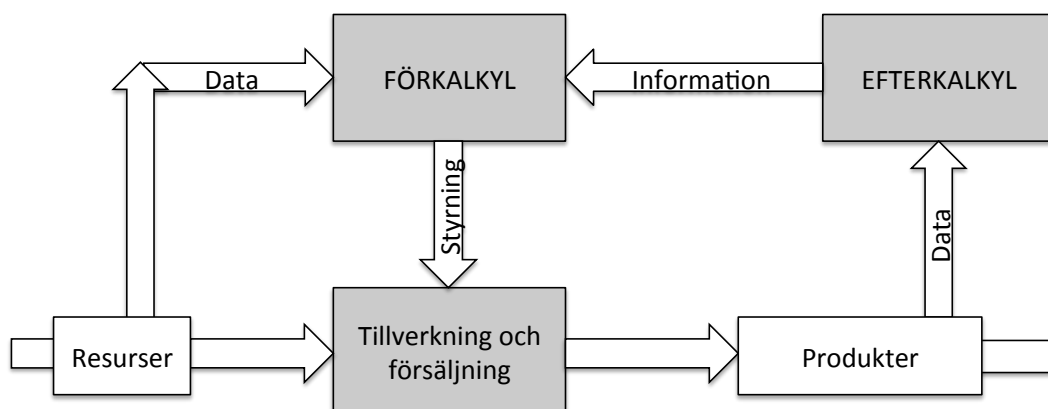 Data
FÖRKALKYL
Information
EFTERKALKYL
Styrning
Data
Resurser
Tillverkning och
försäljning
Produkter